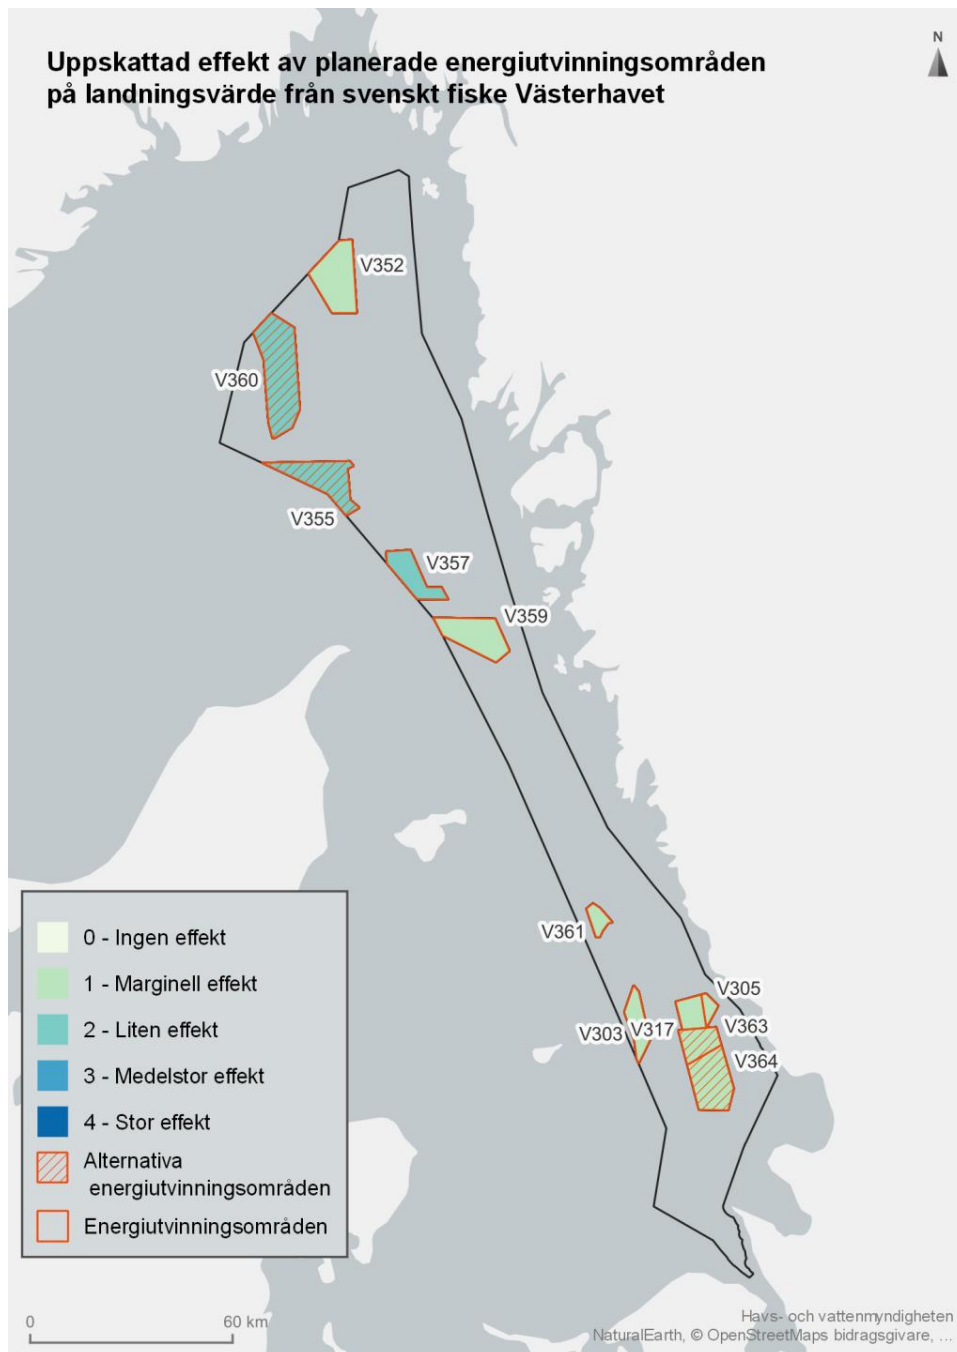 Uppskattad effekt av planerade energiutvinningsområden
på landningsvärde från svenskt fiske Västerhavet
N
V352
V360
V355
V357
V359
V361
V305
V303
V317
V363
V364
0 - Ingen effekt
1 - Marginell effekt
2 - Liten effekt
3 - Medelstor effekt
4 - Stor effekt
Alternativa
energiutvinningsområden
Energiutvinningsområden
0
60 km
Havs- och vattenmyndigheten
NaturalEarth, © OpenStreetMaps bidragsgivare, ...